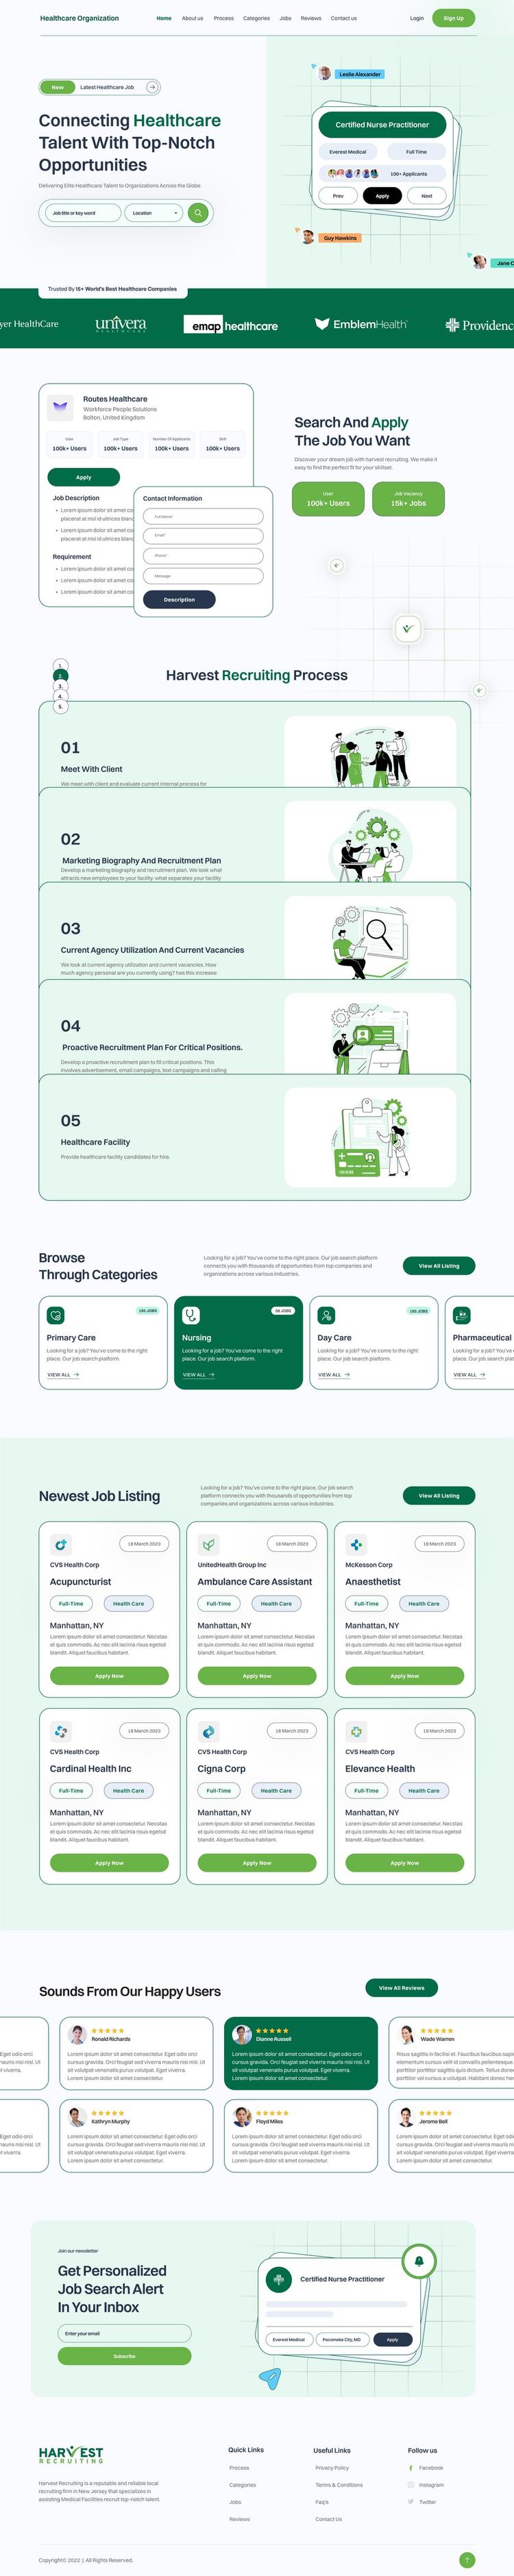 Healthcare Organization
Home About us Process Categories Jobs Reviews Contact us
Login Sign Up
New Latest Healthcare Job
Connecting Healthcare
Talent With Top-Notch
Opportunities
Delivering Elite Healthcare Talent to Organizations Across the Globe
Job title or key word Location
Leslie Alexander
Certified Nurse Practitioner
Everest Medical Full Time
100+ Applicants
Prev Apply Next
Guy Hawkins
Jane C
Trusted By 15+ World's Best Healthcare Companies
yer HealthCare
univera
HEALTHCARE
emap healthcare
EmblemHealth
Providenc
Routes Healthcare
Workforce People Solutions
Bolton, United Kingdom
User Job Type Number Of Applicants Skill
100k+ Users 100k+ Users 100k+ Users 100k+ Users
Apply
Job Description
Lorem ipsum dolor sit amet co
placerat at nisl id ultrices blanc
Lorem ipsum dolor sit amet co
placerat at nisl id ultrices blanc
Requirement
Lorem ipsum dolor sit amet co
Lorem ipsum dolor sit amet co
Lorem ipsum dolor sit amet co
Contact Information
Full Name*
Email*
Phone*
Message
Description
Search And Apply
The Job You Want
Discover your dream job with harvest recruiting. We make it
easy to find the perfect fit for your skillset.
User
100k+ Users
Job Vacancy
15k+ Jobs
1.
2.
3.
4.
5.
Harvest Recruiting Process
01
Meet With Client
We meet with client and evaluate current internal process for
02
Marketing Biography And Recruitment Plan
Develop a marketing biography and recruitment plan. We look what
attracts new employees to your facility. what separates your facility
03
Current Agency Utilization And Current Vacancies
We look at current agency utilization and current vacancies. How
much agency personal are you currently using? has this increase
04
Proactive Recruitment Plan For Critical Positions.
Develop a proactive recruitment plan to fill critical positions. This
involves advertisement, email campaigns, text campaigns and calling
05
Healthcare Facility
Provide healthcare facility candidates for hire.
Browse
Through Categories
Looking for a job? You've come to the right place. Our job search platform
connects you with thousands of opportunities from top companies and
organizations across various industries.
View All Listing
195 JOBS
Primary Care
Looking for a job? You've come to the right
place. Our job search platform.
VIEW ALL
58 JOBS
Nursing
Looking for a job? You've come to the right
place. Our job search platform.
VIEW ALL
195 JOBS
Day Care
Looking for a job? You've come to the right
place. Our job search platform.
VIEW ALL
Pharmaceutical
Looking for a job? You've
place. Our job search platf
VIEW ALL
Newest Job Listing
Looking for a job? You've come to the right place. Our job search
platform connects you with thousands of opportunities from top
companies and organizations across various industries.
View All Listing
18 March 2023
CVS Health Corp
Acupuncturist
Full-Time Health Care
Manhattan, NY
Lorem ipsum dolor sit amet consectetur. Necstas
et quis commodo. Ac nec elit lacinia risus egetsd
blandit. Aliquet faucibus habitant.
Apply Now
18 March 2023
UnitedHealth Group Inc
Ambulance Care Assistant
Full-Time Health Care
Manhattan, NY
Lorem ipsum dolor sit amet consectetur. Necstas
et quis commodo. Ac nec elit lacinia risus egetsd
blandit. Aliquet faucibus habitant.
Apply Now
18 March 2023
McKesson Corp
Anaesthetist
Full-Time Health Care
Manhattan, NY
Lorem ipsum dolor sit amet consectetur. Necstas
et quis commodo. Ac nec elit lacinia risus egetsd
blandit. Aliquet faucibus habitant.
Apply Now
18 March 2023
CVS Health Corp
Cardinal Health Inc
Full-Time Health Care
Manhattan, NY
Lorem ipsum dolor sit amet consectetur. Necstas
et quis commodo. Ac nec elit lacinia risus egetsd
blandit. Aliquet faucibus habitant.
Apply Now
18 March 2023
CVS Health Corp
Cigna Corp
Full-Time Health Care
Manhattan, NY
Lorem ipsum dolor sit amet consectetur. Necstas
et quis commodo. Ac nec elit lacinia risus egetsd
blandit. Aliquet faucibus habitant.
Apply Now
18 March 2023
CVS Health Corp
Elevance Health
Full-Time Health Care
Manhattan, NY
Lorem ipsum dolor sit amet consectetur. Necstas
et quis commodo. Ac nec elit lacinia risus egetsd
blandit. Aliquet faucibus habitant.
Apply Now
Sounds From Our Happy Users
View All Reviews
Eget odio orci
mauris nisi nisl. Ut
t viverra.
Ronald Richards
Lorem ipsum dolor sit amet consectetur. Eget odio orci
cursus gravida. Orci feugiat sed viverra mauris nisi nisl. Ut
sit volutpat venenatis purus volutpat. Eget viverra.
Lorem ipsum dolor sit amet consectetur.
Dianne Russell
Lorem ipsum dolor sit amet consectetur. Eget odio orci
cursus gravida. Orci feugiat sed viverra mauris nisi nisl. Ut
sit volutpat venenatis purus volutpat. Eget viverra.
Lorem ipsum dolor sit amet consectetur.
Wade Warren
Risus sagittis in facilisi et. Faucibus faucibus sapi
elementum cursus velit id convallis pellentesque.
porttitor porttitor sagittis quis dictum. Tellus diam
porttitor vel cursus a volutpat. Habitant donec ha
Eget odio orci
mauris nisi nisl. Ut
t viverra.
Kathryn Murphy
Lorem ipsum dolor sit amet consectetur. Eget odio orci
cursus gravida. Orci feugiat sed viverra mauris nisi nisl. Ut
sit volutpat venenatis purus volutpat. Eget viverra.
Lorem ipsum dolor sit amet consectetur.
Floyd Miles
Lorem ipsum dolor sit amet consectetur. Eget odio orci
cursus gravida. Orci feugiat sed viverra mauris nisi nisl. Ut
sit volutpat venenatis purus volutpat. Eget viverra.
Lorem ipsum dolor sit amet consectetur.
Jerome Bell
Lorem ipsum dolor sit amet consectetur. Eget odio
cursus gravida. Orci feugiat sed viverra mauris nisi
sit volutpat venenatis purus volutpat. Eget viverra.
Lorem ipsum dolor sit amet consectetur.
Join our newsletter
Get Personalized
Job Search Alert
In Your Inbox
Enter your email
Subscribe
Certified Nurse Practitioner
Everest Medical Pocomoke City, MD Apply
HARVEST
RECRUITING
Harvest Recruiting is a reputable and reliable local
recruiting firm in New Jersey that specializes in
assisting Medical Facilities recruit top-notch talent.
Quick Links
Process
Categories
Jobs
Reviews
Useful Links
Privacy Policy
Terms & Conditions
Faq's
Contact Us
Follow us
Facebook
Instagram
Twitter
Copyright© 2022 | All Rights Reserved.